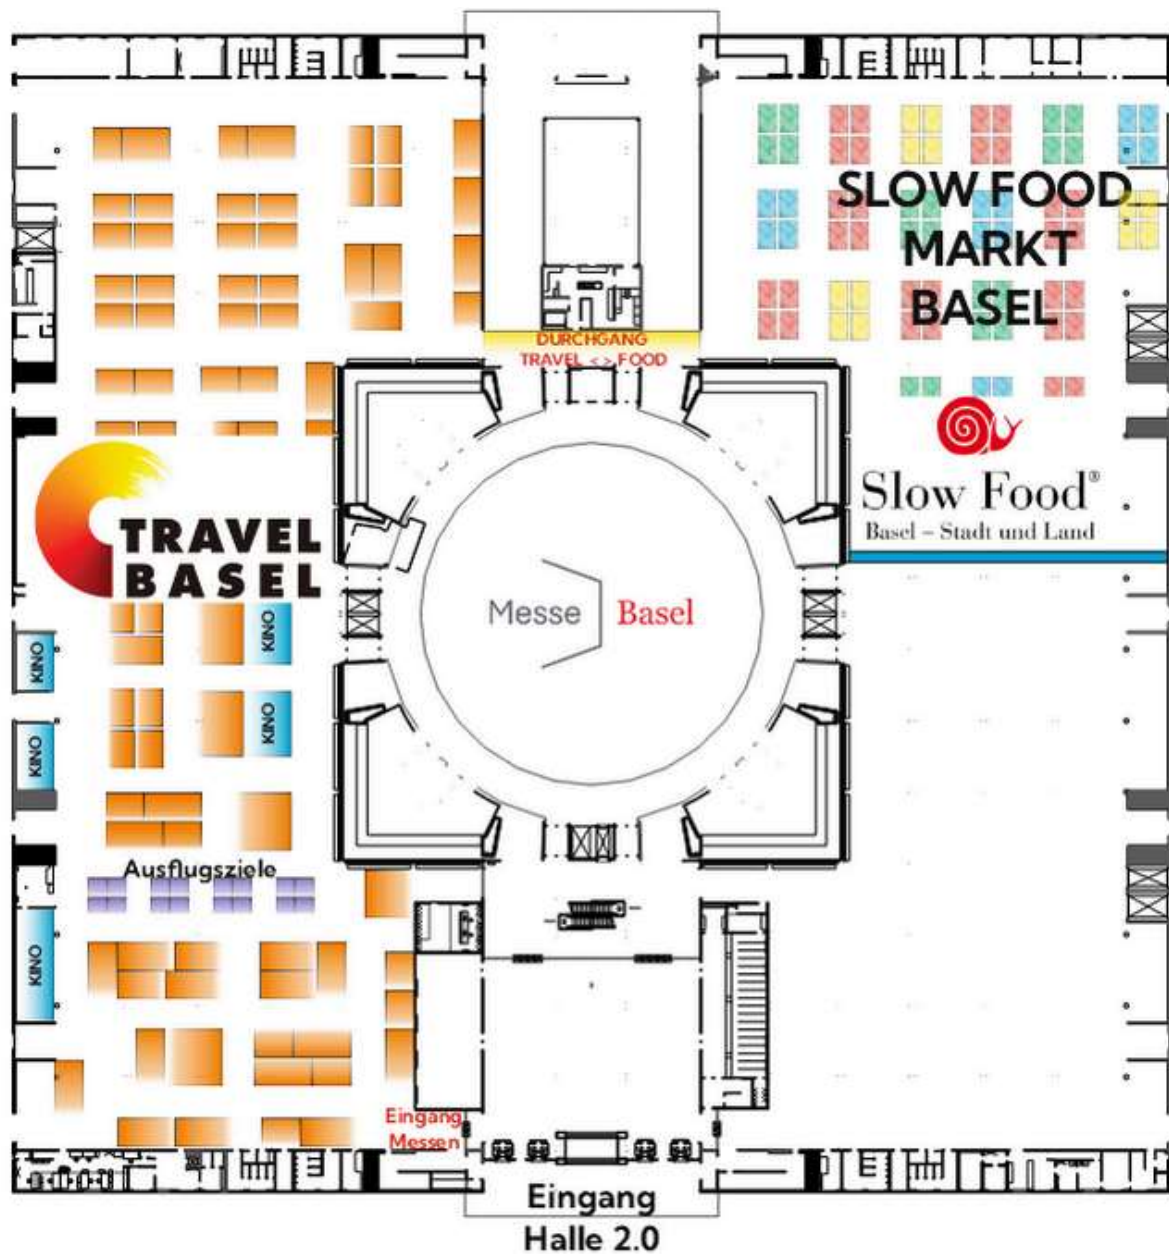 SLOW FOOD
MARKT
BASEL
DURCHGANG
TRAVEL <> FOOD
Slow Food®
Basel – Stadt und Land
TRAVEL
BASEL
Messe Basel
KINO
KINO
KINO
KINO
Ausflugsziele
KINO
Eingang
Messen
Eingang
Halle 2.0